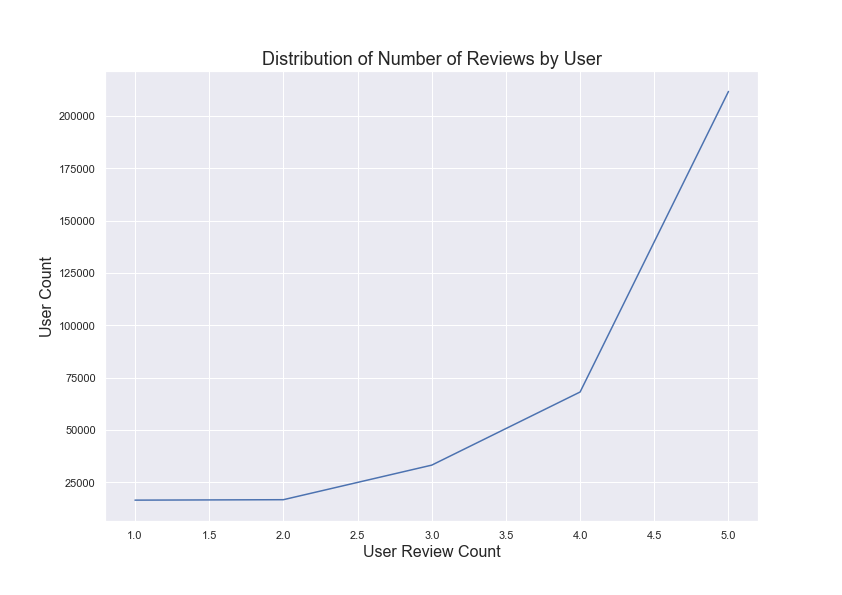 Distribution of Number of Reviews by User
200000
175000
150000
125000
100000
75000
50000
25000
User Count
1.0 1.5 2.0 2.5 3.0 3.5 4.0 4.5 5.0
User Review Count